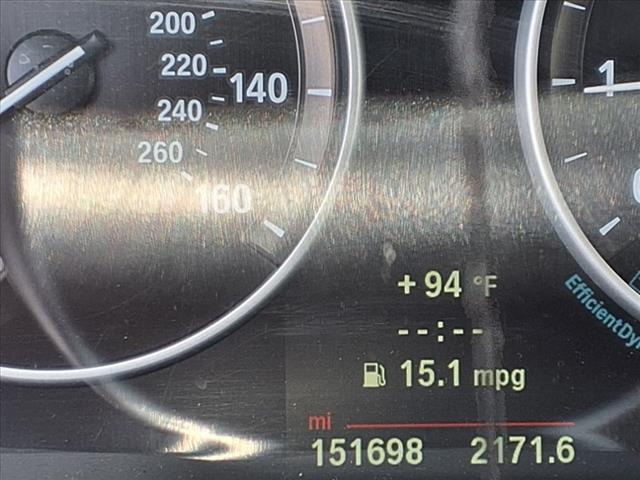 200
220
140
240
260
160
1
+ 94 °F
--:--
EfficientDy
15.1 mpg
mi
151698 2171.6